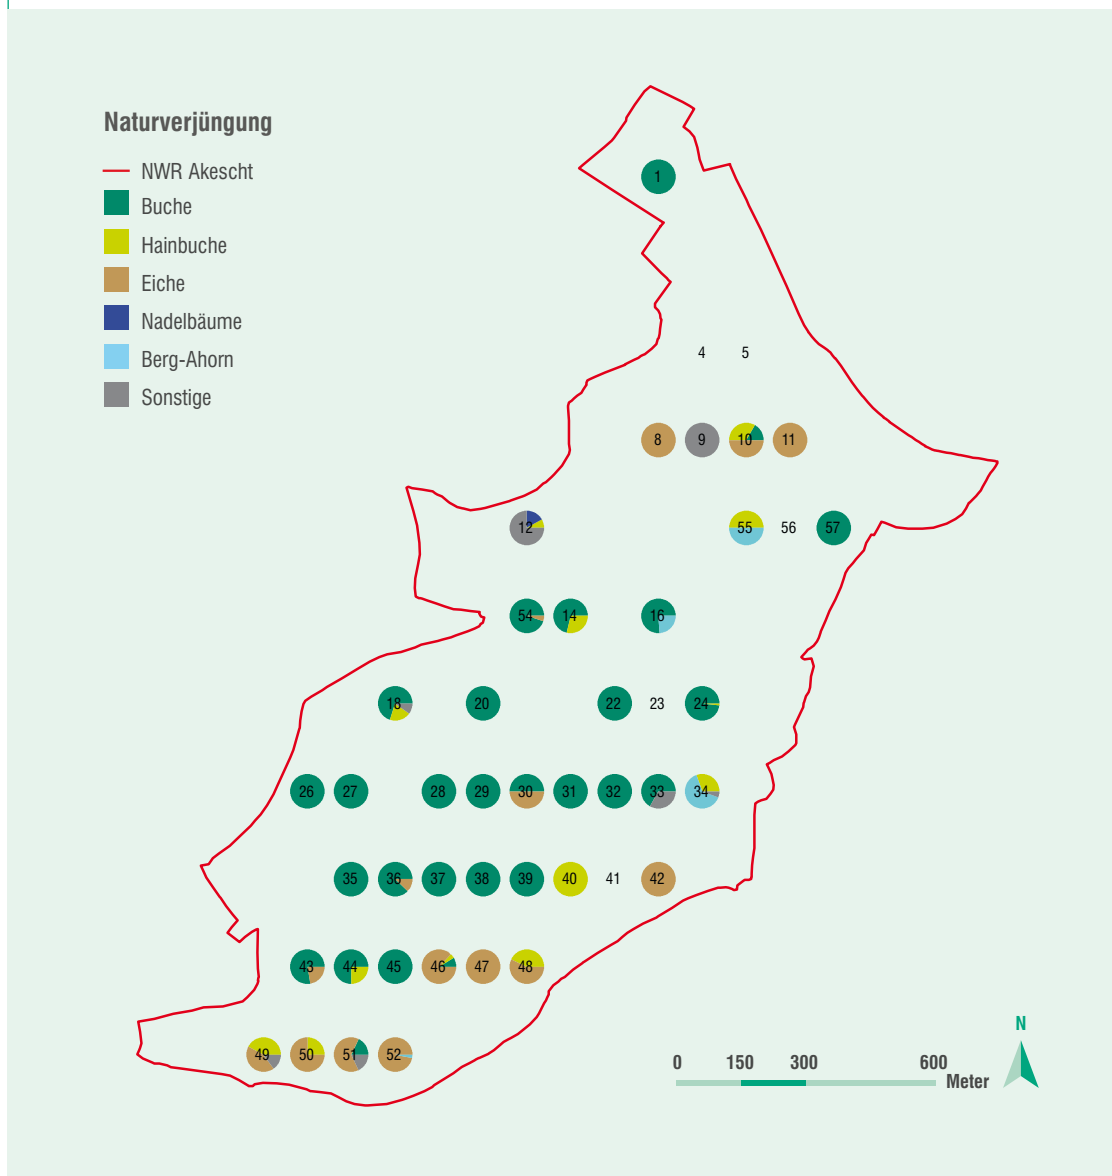 Naturverjüngung
NWR Akescht
Buche
Hainbuche
Eiche
Nadelbäume
Berg-Ahorn
Sonstige
1
4 5
8 9 10 11
12 55 56 57
54 14 16
18 20 22 23 24
26 27 28 29 30 31 32 33 34
35 36 37 38 39 40 41 42
43 44 45 46 47 48
49 50 51 52
N
0 150 300 600
Meter